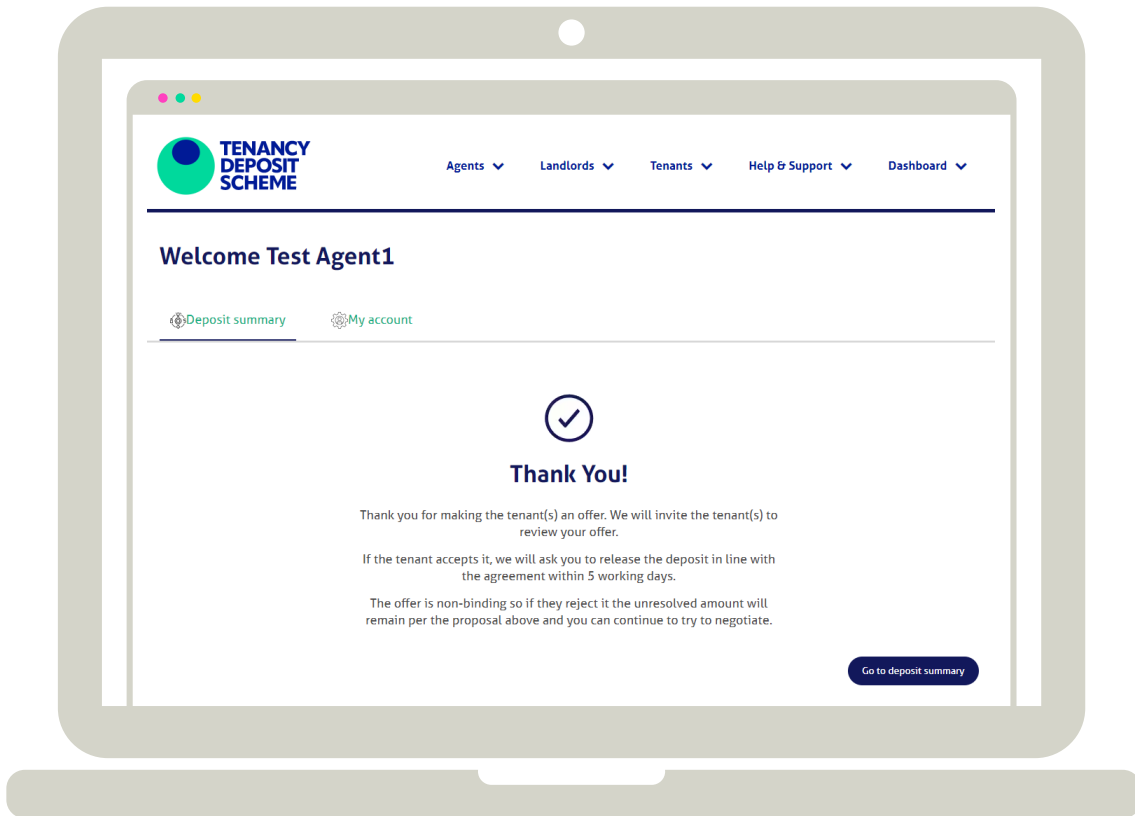 TENANCY
DEPOSIT
SCHEME
Agents
Landlords
Tenants
Help & Support
Dashboard
Welcome Test Agent1
Deposit summary
My account
Thank You!
Thank you for making the tenant(s) an offer. We will invite the tenant(s) to
review your offer.
If the tenant accepts it, we will ask you to release the deposit in line with
the agreement within 5 working days.
The offer is non-binding so if they reject it the unresolved amount will
remain per the proposal above and you can continue to try to negotiate.
Go to deposit summary